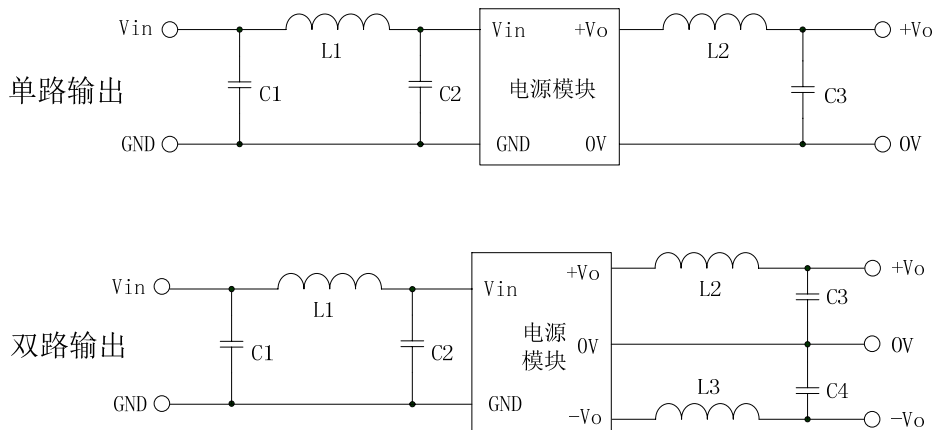 Vin
L1
C1
C2
单路输出
GND
Vin
+Vo
电源模块
GND
0V
L2
C3
+Vo
0V
Vin
L1
C1
C2
双路输出
GND
Vin
+Vo
电源
模块
0V
GND
-Vo
L2
C3
L3
C4
+Vo
0V
-Vo